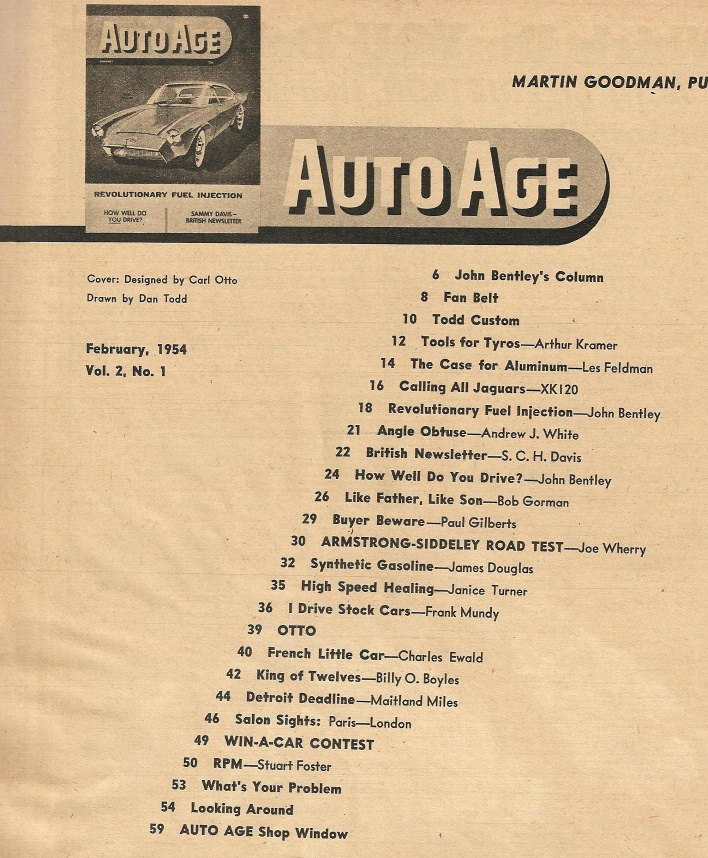 AUTO AGE
REVOLUTIONARY FUEL INJECTION
HOW WELL DO
YOU DRIVE?
SAMMY DAVIS—
BRITISH NEWSLETTER
MARTIN GOODMAN, PU
AUTO AGE
Cover: Designed by Carl Otto
Drawn by Dan Todd
February, 1954
Vol. 2, No. 1
6 John Bentley's Column
8 Fan Belt
10 Todd Custom
12 Tools for Tyros—Arthur Kramer
14 The Case for Aluminum—Les Feldman
16 Calling All Jaguars—XK120
18 Revolutionary Fuel Injection—John Bentley
21 Angle Obtuse—Andrew J. White
22 British Newsletter—S. C. H. Davis
24 How Well Do You Drive?—John Bentley
26 Like Father, Like Son—Bob Gorman
29 Buyer Beware—Paul Gilberts
30 ARMSTRONG-SIDDELEY ROAD TEST—Joe Wherry
32 Synthetic Gasoline—James Douglas
35 High Speed Healing—Janice Turner
36 I Drive Stock Cars—Frank Mundy
39 OTTO
40 French Little Car—Charles Ewald
42 King of Twelves—Billy O. Boyles
44 Detroit Deadline—Maitland Miles
46 Salon Sights: Paris—London
49 WIN-A-CAR CONTEST
50 RPM—Stuart Foster
53 What's Your Problem
54 Looking Around
59 AUTO AGE Shop Window